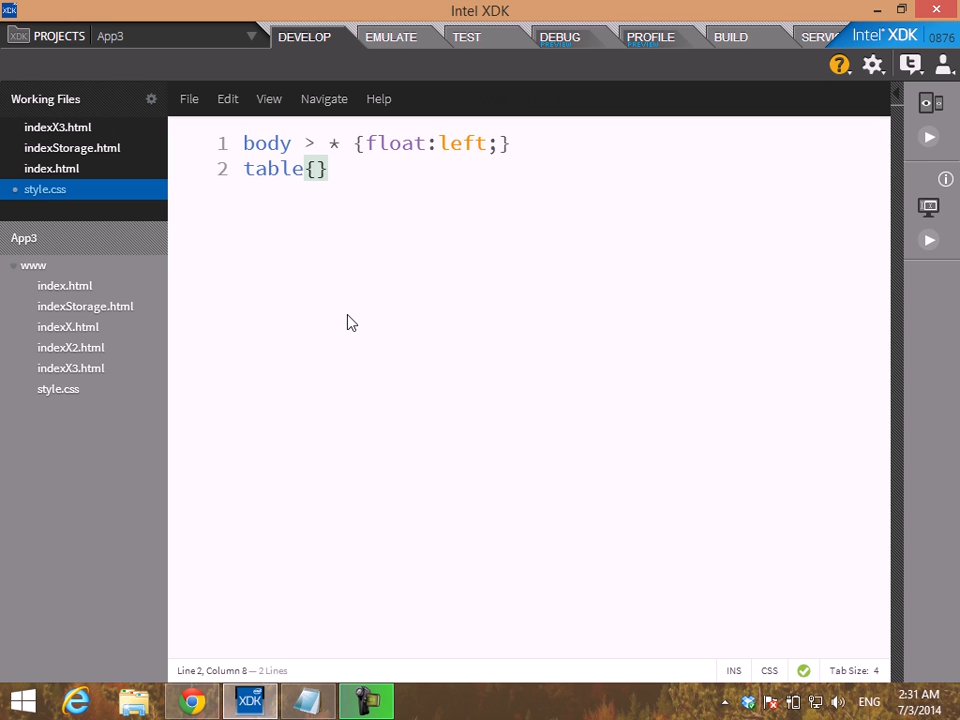 Intel XDK
XDK PROJECTS App3 DEVELOP EMULATE TEST DEBUG PREVIEW PROFILE PREVIEW BUILD SERV Intel XDK 0876
Working Files
File Edit View Navigate Help
indexX3.html
indexStorage.html
index.html
style.css
1 body > * {float:left;}
2 table{}
App3
www
index.html
indexStorage.html
indexX.html
indexX2.html
indexX3.html
style.css
Line 2, Column 8 — 2 Lines
INS CSS Tab Size: 4
ENG
2:31 AM
7/3/2014